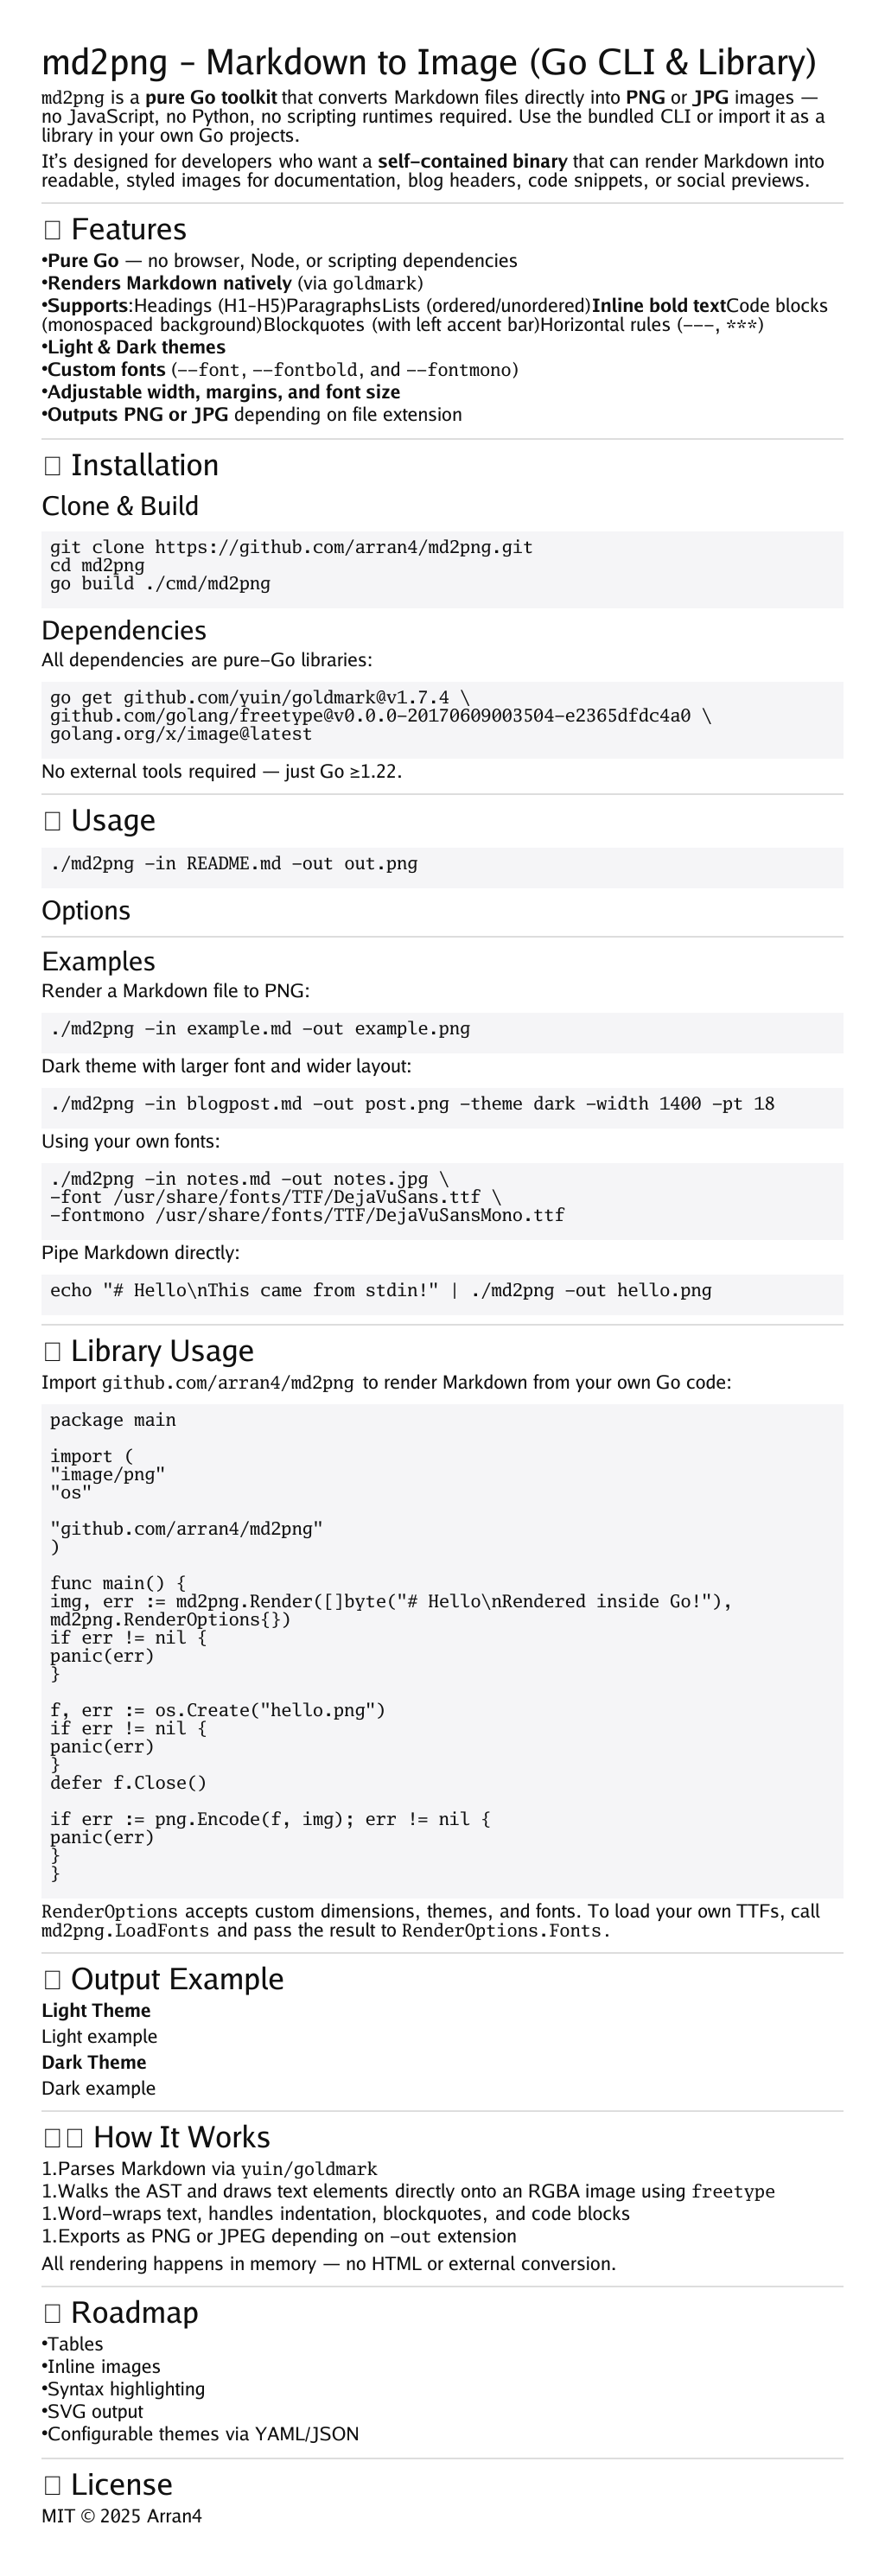 md2png – Markdown to Image (Go CLI & Library)
md2png is a pure Go toolkit that converts Markdown files directly into PNG or JPG images —
no JavaScript, no Python, no scripting runtimes required. Use the bundled CLI or import it as a
library in your own Go projects.
It's designed for developers who want a self-contained binary that can render Markdown into
readable, styled images for documentation, blog headers, code snippets, or social previews.
Features
•Pure Go — no browser, Node, or scripting dependencies
•Renders Markdown natively (via goldmark)
•Supports:Headings (H1-H5)ParagraphsLists (ordered/unordered)Inline bold textCode blocks
(monospaced background)Blockquotes (with left accent bar)Horizontal rules (---, ***)
•Light & Dark themes
•Custom fonts (--font, --fontbold, and --fontmono)
•Adjustable width, margins, and font size
•Outputs PNG or JPG depending on file extension
Installation
Clone & Build
git clone https://github.com/arran4/md2png.git
cd md2png
go build ./cmd/md2png
Dependencies
All dependencies are pure-Go libraries:
go get github.com/yuin/goldmark@v1.7.4 \
github.com/golang/freetype@v0.0.0-20170609003504-e2365dfdc4a0 \
golang.org/x/image@latest
No external tools required — just Go ≥1.22.
Usage
./md2png -in README.md -out out.png
Options
Examples
Render a Markdown file to PNG:
./md2png -in example.md -out example.png
Dark theme with larger font and wider layout:
./md2png -in blogpost.md -out post.png -theme dark -width 1400 -pt 18
Using your own fonts:
./md2png -in notes.md -out notes.jpg \
-font /usr/share/fonts/TTF/DejaVuSans.ttf \
-fontmono /usr/share/fonts/TTF/DejaVuSansMono.ttf
Pipe Markdown directly:
echo "# Hello\nThis came from stdin!" | ./md2png -out hello.png
Library Usage
Import github.com/arran4/md2png to render Markdown from your own Go code:
package main
import (
"image/png"
"os"
"github.com/arran4/md2png"
)
func main() {
img, err := md2png.Render([]byte("# Hello\nRendered inside Go!"),
md2png.RenderOptions{})
if err != nil {
panic(err)
}
f, err := os.Create("hello.png")
if err != nil {
panic(err)
}
defer f.Close()
if err := png.Encode(f, img); err != nil {
panic(err)
}
}
RenderOptions accepts custom dimensions, themes, and fonts. To load your own TTFs, call
md2png.LoadFonts and pass the result to RenderOptions.Fonts.
Output Example
Light Theme
Light example
Dark Theme
Dark example
How It Works
1.Parses Markdown via yuin/goldmark
1.Walks the AST and draws text elements directly onto an RGBA image using freetype
1.Word-wraps text, handles indentation, blockquotes, and code blocks
1.Exports as PNG or JPEG depending on -out extension
All rendering happens in memory — no HTML or external conversion.
Roadmap
•Tables
•Inline images
•Syntax highlighting
•SVG output
•Configurable themes via YAML/JSON
License
MIT © 2025 Arran4